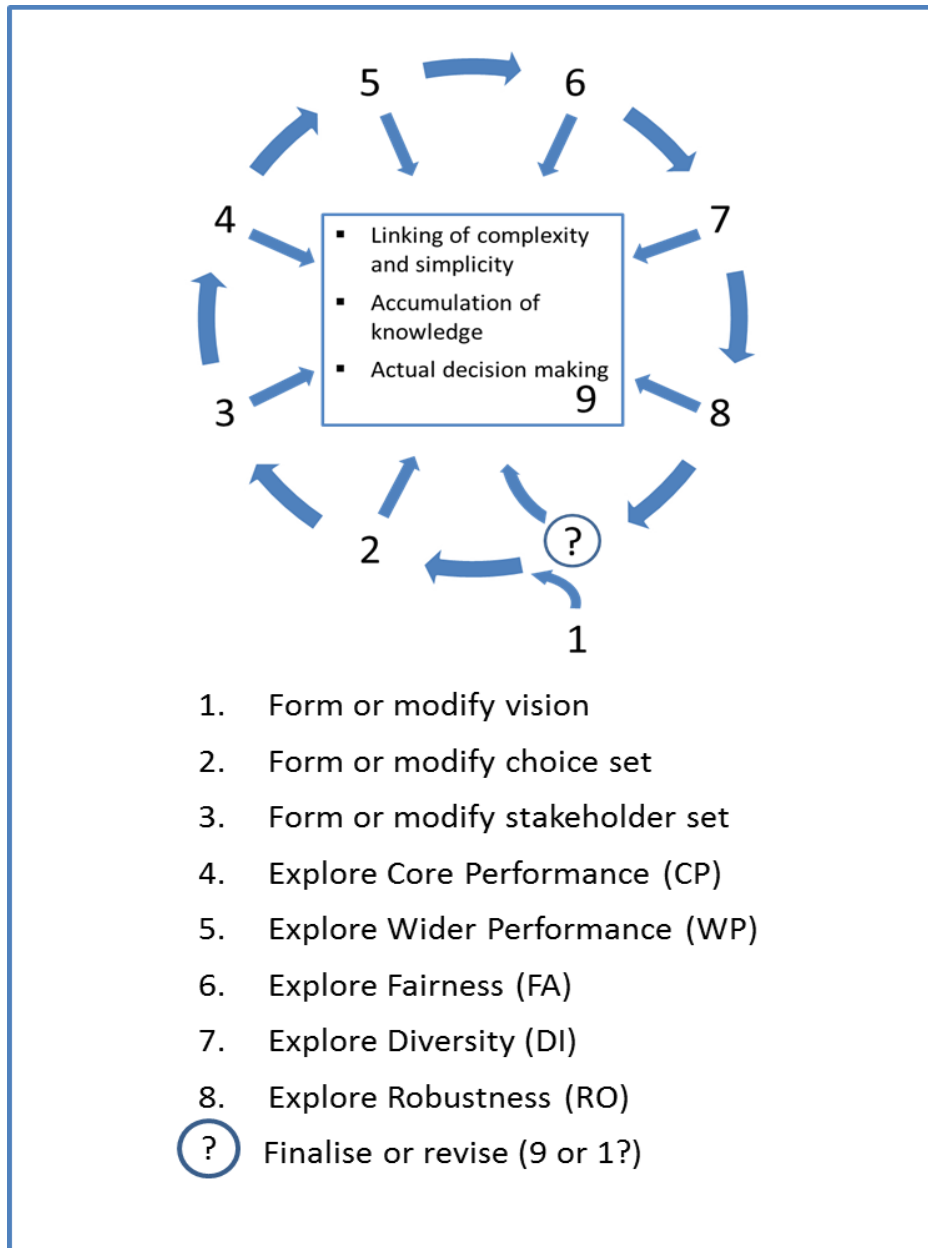 5
6
4
7
▪ Linking of complexity
and simplicity
▪ Accumulation of
knowledge
▪ Actual decision making
9
3
8
2
?
1
1. Form or modify vision
2. Form or modify choice set
3. Form or modify stakeholder set
4. Explore Core Performance (CP)
5. Explore Wider Performance (WP)
6. Explore Fairness (FA)
7. Explore Diversity (DI)
8. Explore Robustness (RO)
? Finalise or revise (9 or 1?)